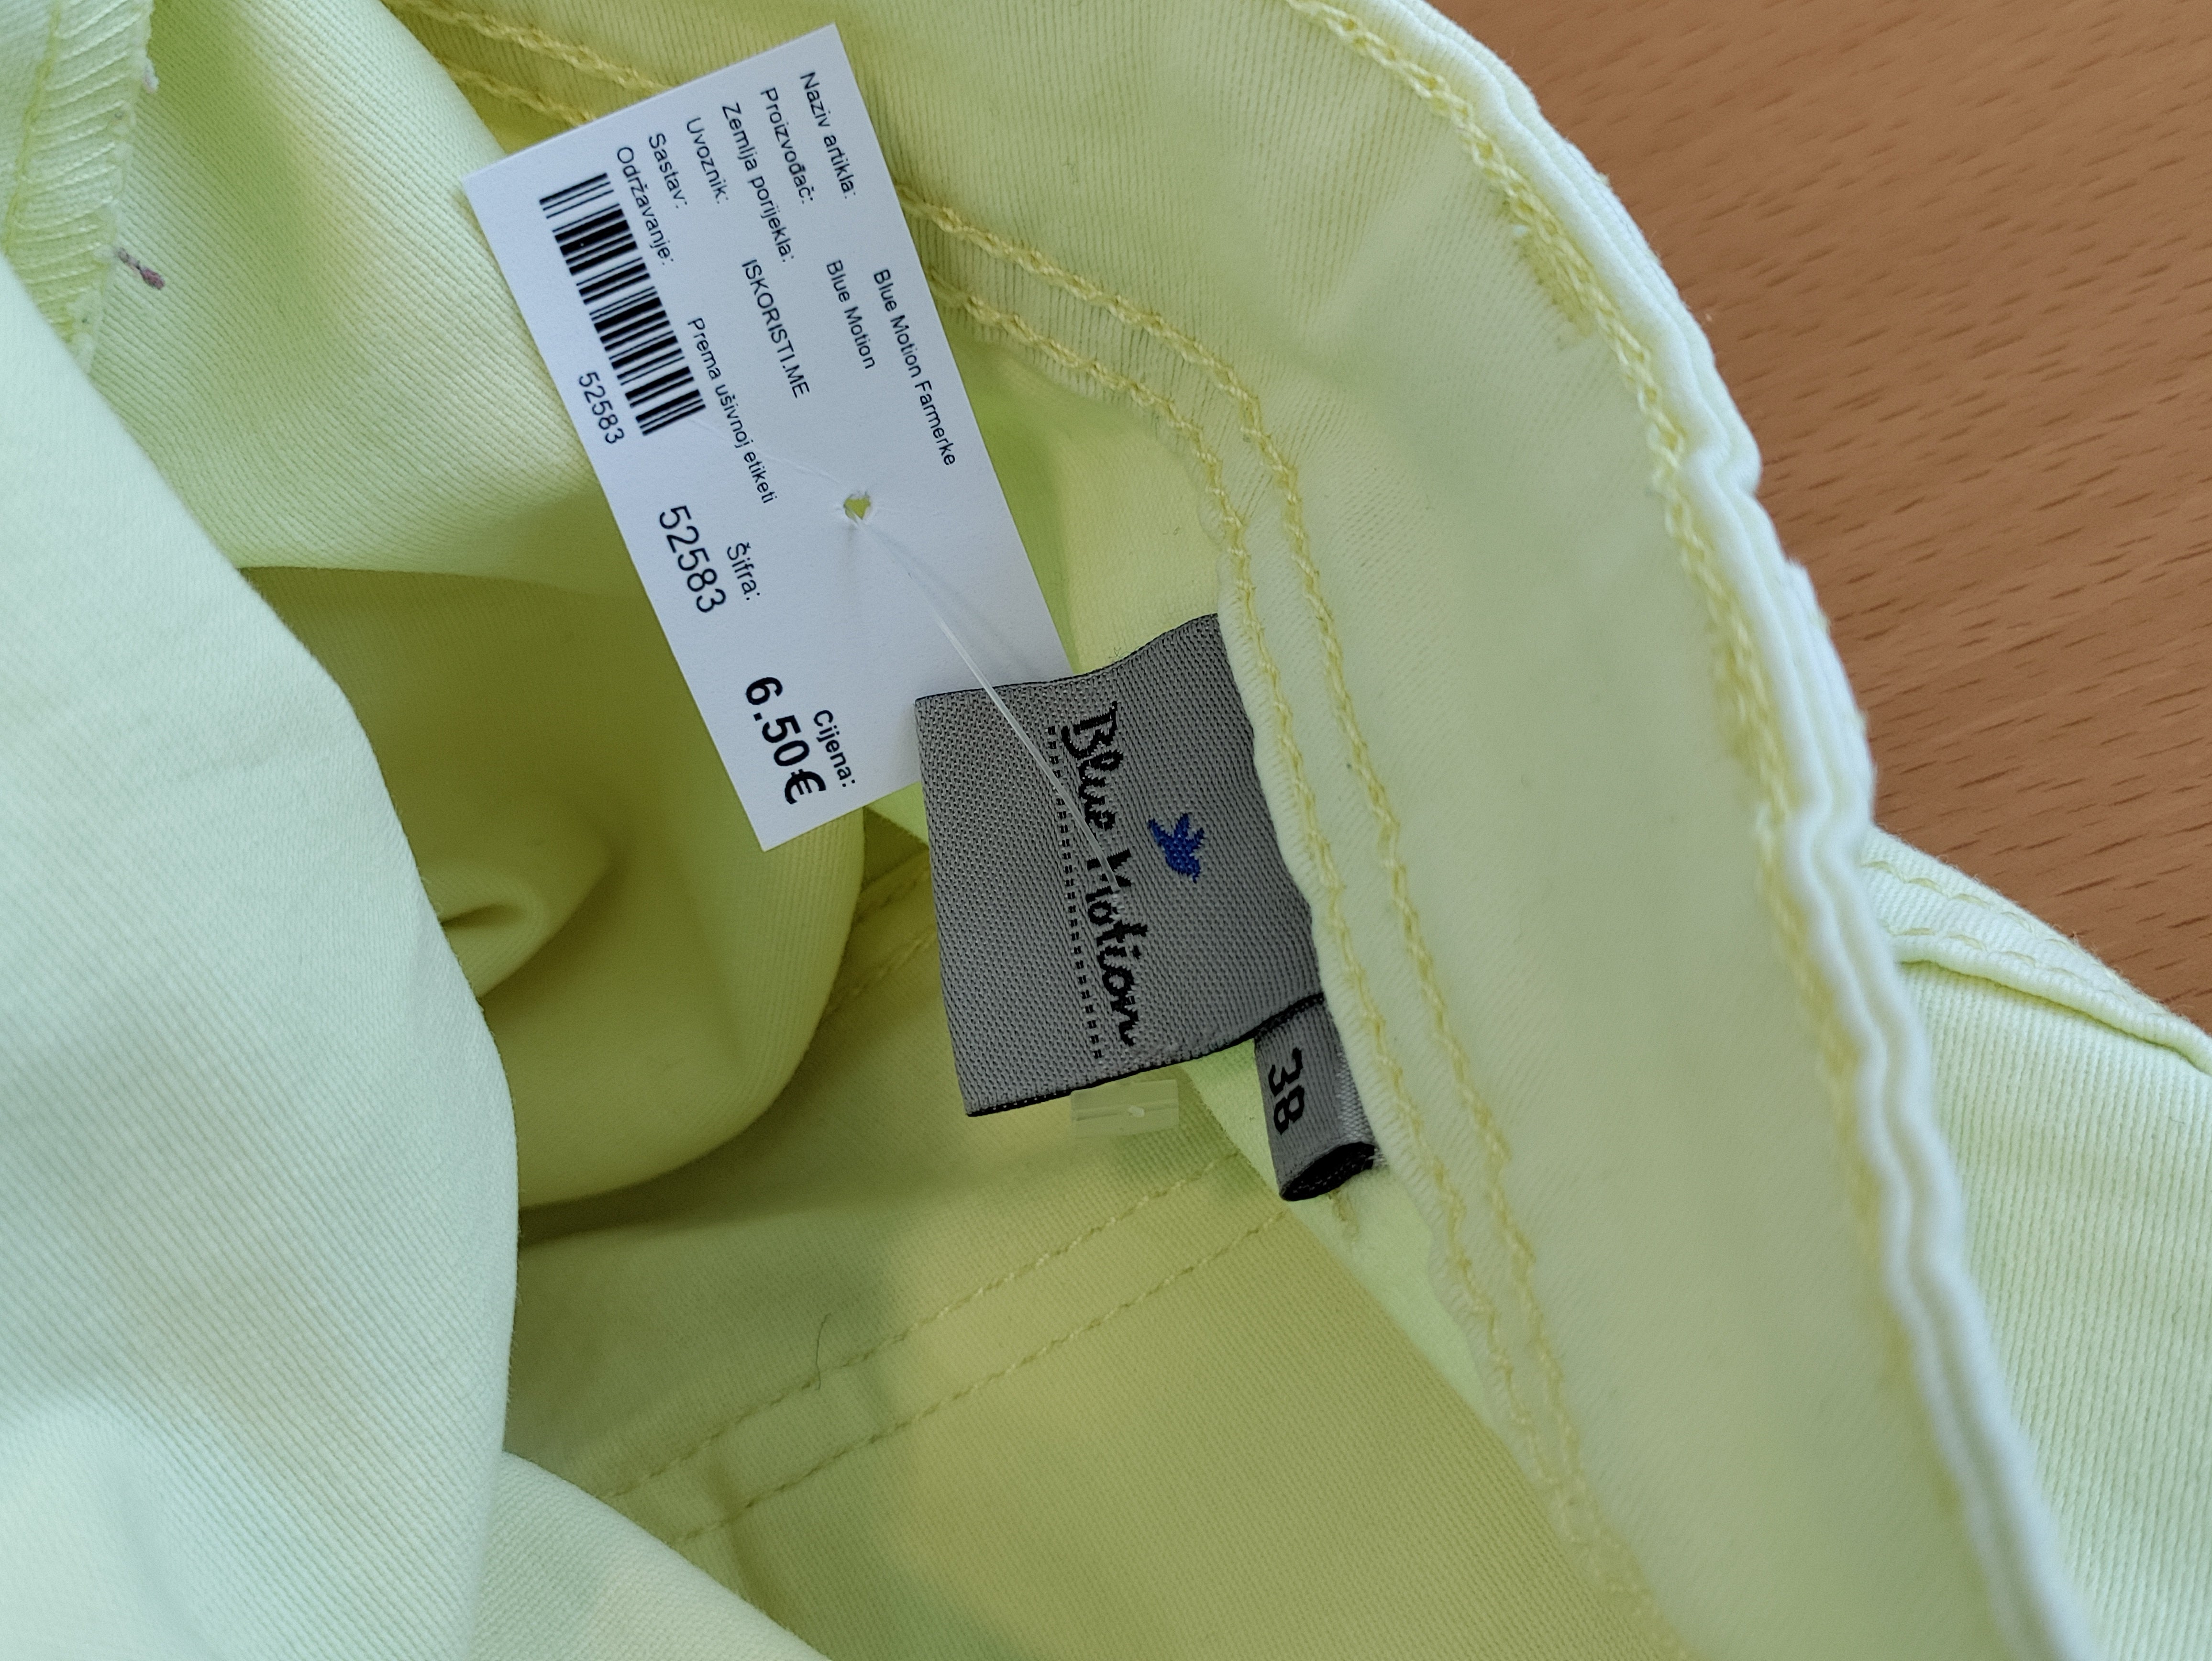 Naziv artikla: Blue Motion Farmerke
Proizvođač: Blue Motion
Zemlja porijekla:
Uvoznik: ISKORISTI.ME
Sastav:
Održavanje: Prema ušivnoj etiketi
52583
Šifra:
52583
Cijena:
6.50€
Blue Motion
38